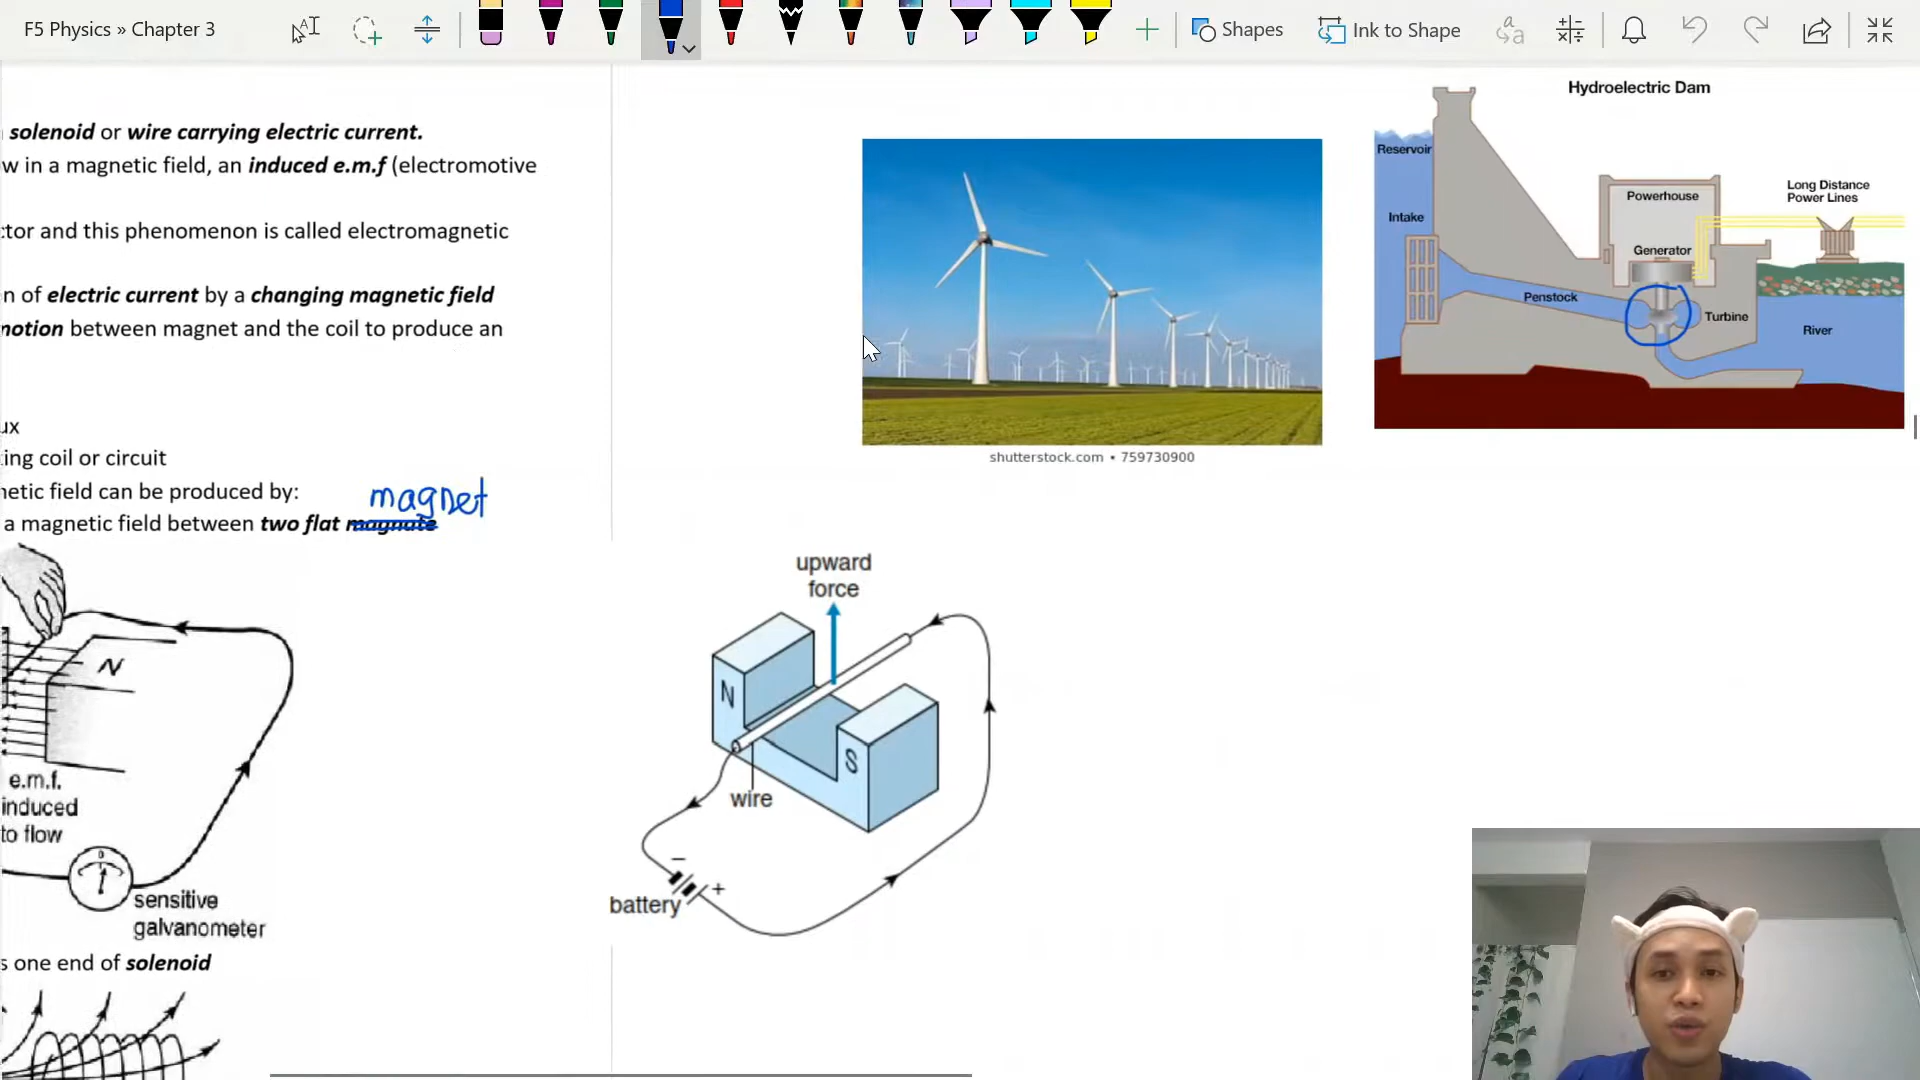 F5 Physics » Chapter 3
Shapes
Ink to Shape
solenoid or wire carrying electric current.
w in a magnetic field, an induced e.m.f (electromotive
tor and this phenomenon is called electromagnetic
n of electric current by a changing magnetic field
motion between magnet and the coil to produce an
ux
ing coil or circuit
netic field can be produced by:
magnet
a magnetic field between two flat magnate
N
e.m.f.
induced
to flow
0
sensitive
galvanometer
s one end of solenoid
shutterstock.com • 759730900
Hydroelectric Dam
Reservoir
Intake
Powerhouse
Long Distance
Power Lines
Generator
Penstock
Turbine
River
upward
force
N
S
wire
−
+
battery